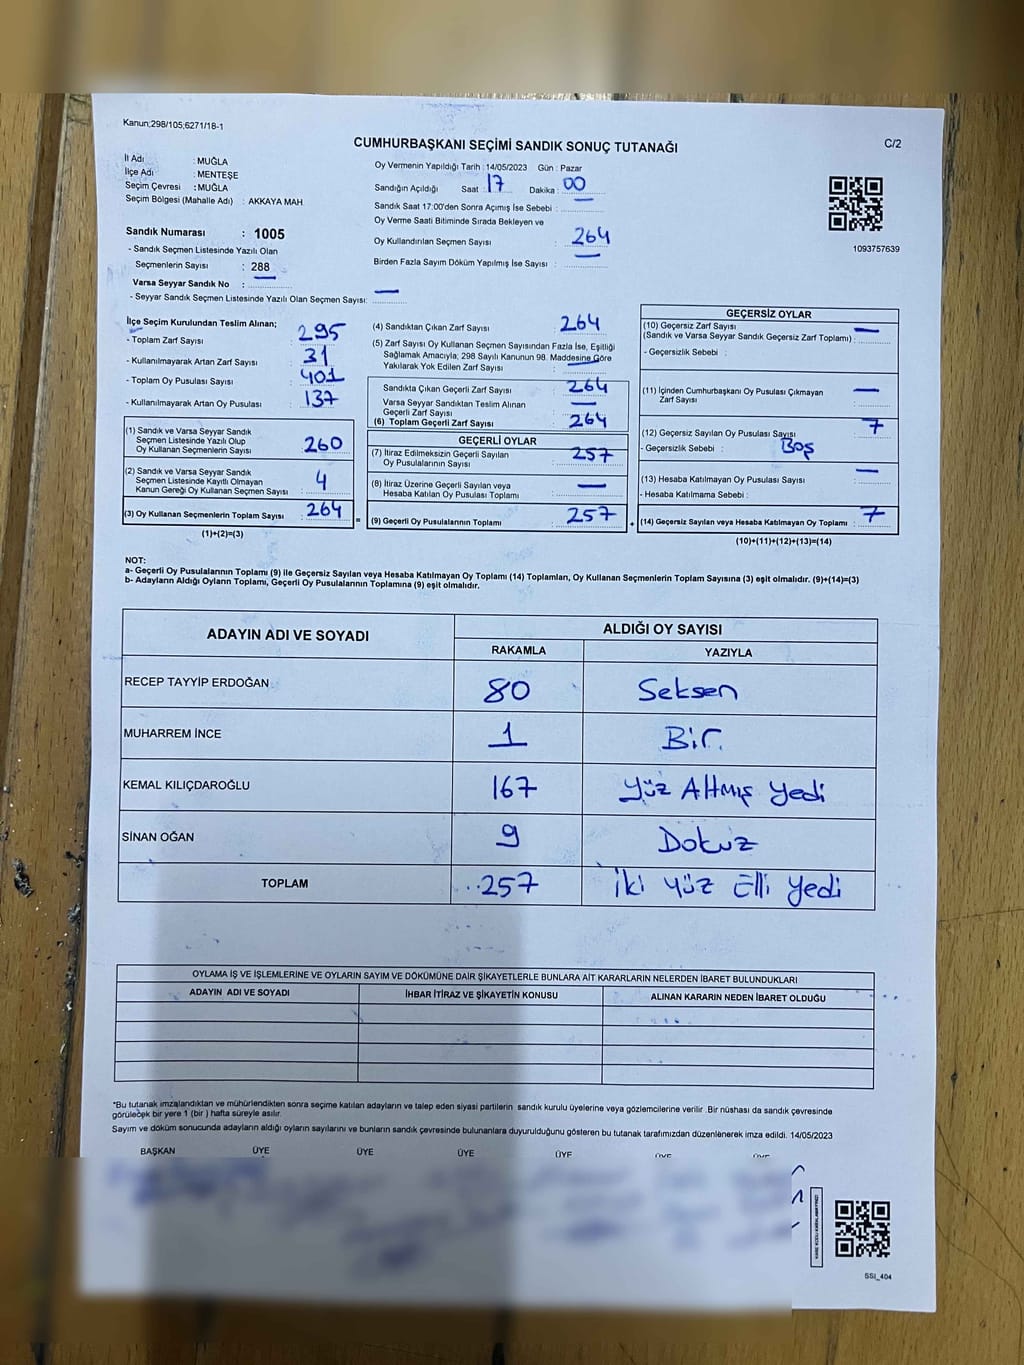 Kanun;298/105;6271/18-1
C/2
CUMHURBAŞKANI SEÇİMİ SANDIK SONUÇ TUTANAĞI
İl Adı : MUĞLA
İlçe Adı : MENTEŞE
Seçim Çevresi : MUĞLA
Seçim Bölgesi (Mahalle Adı) : AKKAYA MAH.
Sandık Numarası : 1005
- Sandık Seçmen Listesinde Yazılı Olan
Seçmenlerin Sayısı : 288
Varsa Seyyar Sandık No :
- Seyyar Sandık Seçmen Listesinde Yazılı Olan Seçmen Sayısı: —
Oy Vermenin Yapıldığı Tarih : 14/05/2023 Gün : Pazar
Sandığın Açıldığı Saat : 17 Dakika : 00
Sandık Saat 17:00'den Sonra Açımış İse Sebebi : —
Oy Verme Saati Bitiminde Sırada Bekleyen ve
Oy Kullandırılan Seçmen Sayısı : 264
Birden Fazla Sayım Döküm Yapılmış İse Sayısı : —
1093757639
İlçe Seçim Kurulundan Teslim Alınan;
- Toplam Zarf Sayısı : 295
- Kullanılmayarak Artan Zarf Sayısı : 31
- Toplam Oy Pusulası Sayısı : 401
- Kullanılmayarak Artan Oy Pusulası : 137
(1) Sandık ve Varsa Seyyar Sandık
Seçmen Listesinde Yazılı Olup
Oy Kullanan Seçmenlerin Sayısı : 260
(2) Sandık ve Varsa Seyyar Sandık
Seçmen Listesinde Kayıtlı Olmayan
Kanun Gereği Oy Kullanan Seçmen Sayısı : 4
(3) Oy Kullanan Seçmenlerin Toplam Sayısı : 264
(1)+(2)=(3)
=
(4) Sandıktan Çıkan Zarf Sayısı : 264
(5) Zarf Sayısı Oy Kullanan Seçmen Sayısından Fazla İse, Eşitliği
Sağlamak Amacıyla; 298 Sayılı Kanunun 98. Maddesine Göre
Yakılarak Yok Edilen Zarf Sayısı : —
Sandıkta Çıkan Geçerli Zarf Sayısı : 264
Varsa Seyyar Sandıktan Teslim Alınan
Geçerli Zarf Sayısı : —
(6) Toplam Geçerli Zarf Sayısı : 264
GEÇERLİ OYLAR
(7) İtiraz Edilmeksizin Geçerli Sayılan
Oy Pusulalarının Sayısı : 257
(8) İtiraz Üzerine Geçerli Sayılan veya
Hesaba Katılan Oy Pusulası Toplamı : —
(9) Geçerli Oy Pusulalarının Toplamı : 257
+
GEÇERSİZ OYLAR
(10) Geçersiz Zarf Sayısı
(Sandık ve Varsa Seyyar Sandık Geçersiz Zarf Toplamı) : —
- Geçersizlik Sebebi :
(11) İçinden Cumhurbaşkanı Oy Pusulası Çıkmayan
Zarf Sayısı : —
(12) Geçersiz Sayılan Oy Pusulası Sayısı : 7
- Geçersizlik Sebebi : Boş
(13) Hesaba Katılmayan Oy Pusulası Sayısı : —
- Hesaba Katılmama Sebebi :
(14) Geçersiz Sayılan veya Hesaba Katılmayan Oy Toplamı : 7
(10)+(11)+(12)+(13)=(14)
NOT:
a- Geçerli Oy Pusulalarının Toplamı (9) ile Geçersiz Sayılan veya Hesaba Katılmayan Oy Toplamı (14) Toplamları, Oy Kullanan Seçmenlerin Toplam Sayısına (3) eşit olmalıdır. (9)+(14)=(3)
b- Adayların Aldığı Oyların Toplamı, Geçerli Oy Pusulalarının Toplamına (9) eşit olmalıdır.
ADAYIN ADI VE SOYADI
ALDIĞI OY SAYISI
RAKAMLA YAZIYLA
RECEP TAYYİP ERDOĞAN 80 Seksen
MUHARREM İNCE 1 Bir.
KEMAL KILIÇDAROĞLU 167 Yüz Altmış Yedi
SİNAN OĞAN 9 Dokuz
TOPLAM 257 İki Yüz Elli Yedi
OYLAMA İŞ VE İŞLEMLERİNE VE OYLARIN SAYIM VE DÖKÜMÜNE DAİR ŞİKAYETLERLE BUNLARA AİT KARARLARIN NELERDEN İBARET BULUNDUKLARI
ADAYIN ADI VE SOYADI İHBAR İTİRAZ VE ŞİKAYETİN KONUSU ALINAN KARARIN NEDEN İBARET OLDUĞU
*Bu tutanak imzalandıktan ve mühürlendikten sonra seçime katılan adayların ve talep eden siyasi partilerin sandık kurulu üyelerine veya gözlemcilerine verilir .Bir nüshası da sandık çevresinde
görülecek bir yere 1 (bir ) hafta süreyle asılır.
Sayım ve döküm sonucunda adayların aldığı oyların sayılarını ve bunların sandık çevresinde bulunanlara duyurulduğunu gösteren bu tutanak tarafımızdan düzenlenerek imza edildi. 14/05/2023
BAŞKAN ÜYE ÜYE ÜYE ÜYE ÜYE ÜYE
SSI_404